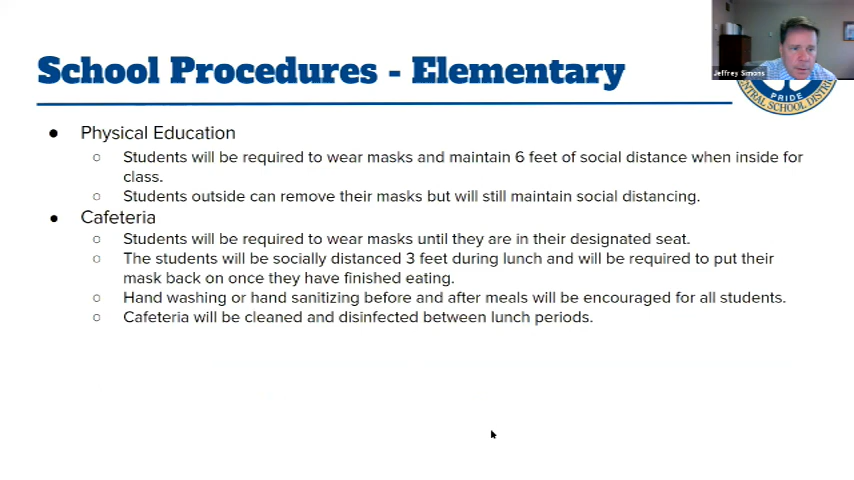 Jeffrey Simons
School Procedures - Elementary
PRIDE
CENTRAL SCHOOL DISTRI
● Physical Education
○ Students will be required to wear masks and maintain 6 feet of social distance when inside for
class.
○ Students outside can remove their masks but will still maintain social distancing.
● Cafeteria
○ Students will be required to wear masks until they are in their designated seat.
○ The students will be socially distanced 3 feet during lunch and will be required to put their
mask back on once they have finished eating.
○ Hand washing or hand sanitizing before and after meals will be encouraged for all students.
○ Cafeteria will be cleaned and disinfected between lunch periods.